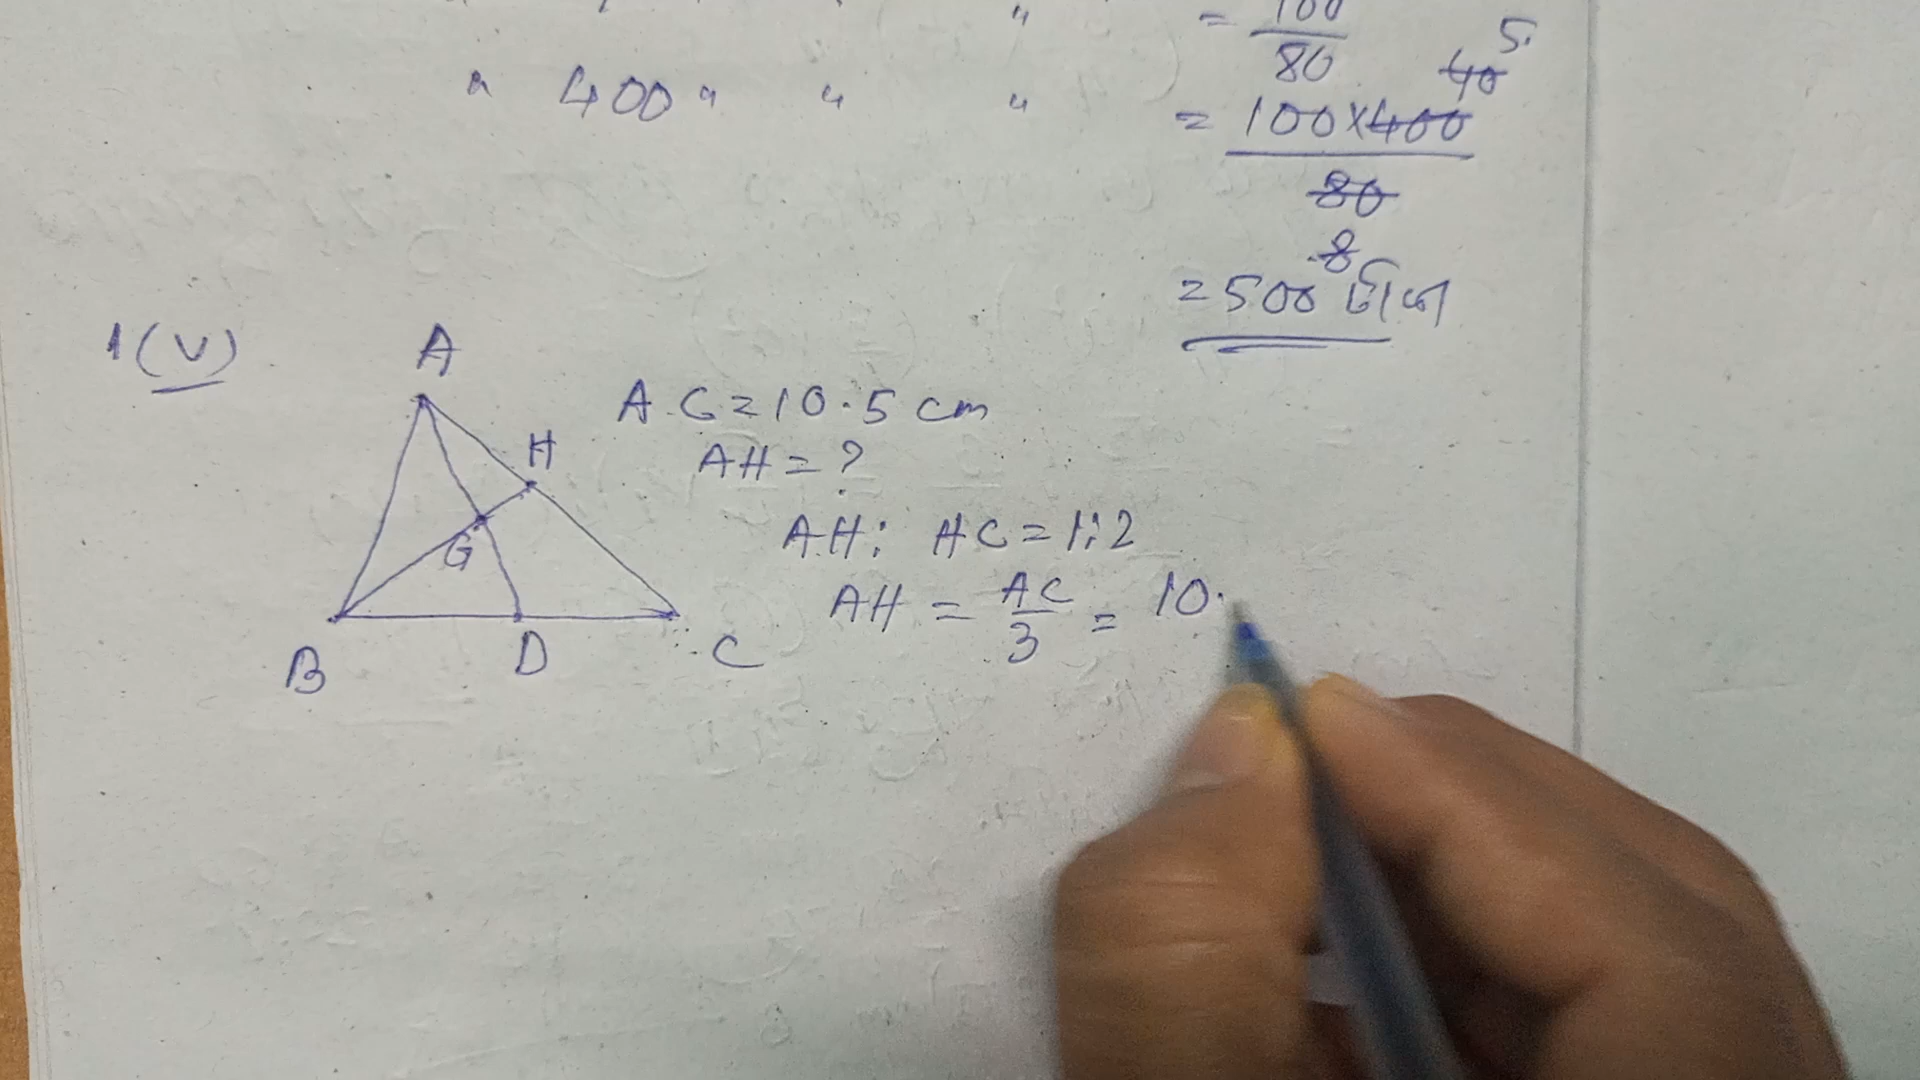 " = 100/80
" 400 " " " = 100×400/80 40 5
8
= 500 টাকা
1(V)
A
AC = 10.5 cm
H
AH = ?
AH : HC = 1:2
G
AH = AC/3 = 10.
B D C